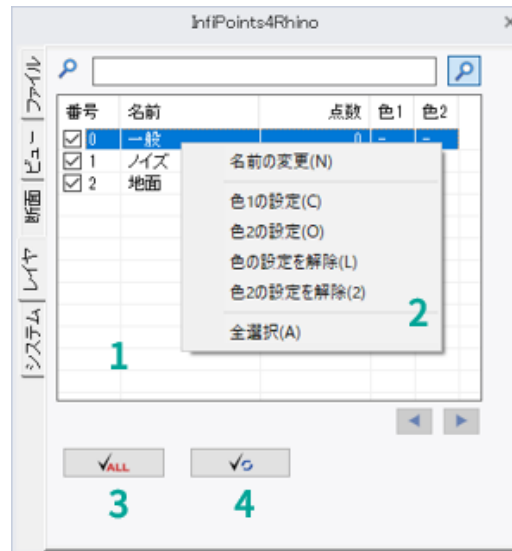 InfiPoints4Rhino
ファイル
ビュー
断面
レイヤ
システム
番号 名前 点数 色1 色2
0 一般 0 - -
1 ノイズ
2 地面
名前の変更(N)
色1の設定(C)
色2の設定(O)
色の設定を解除(L)
色2の設定を解除(2)
全選択(A)
1
2
ALL
3
4